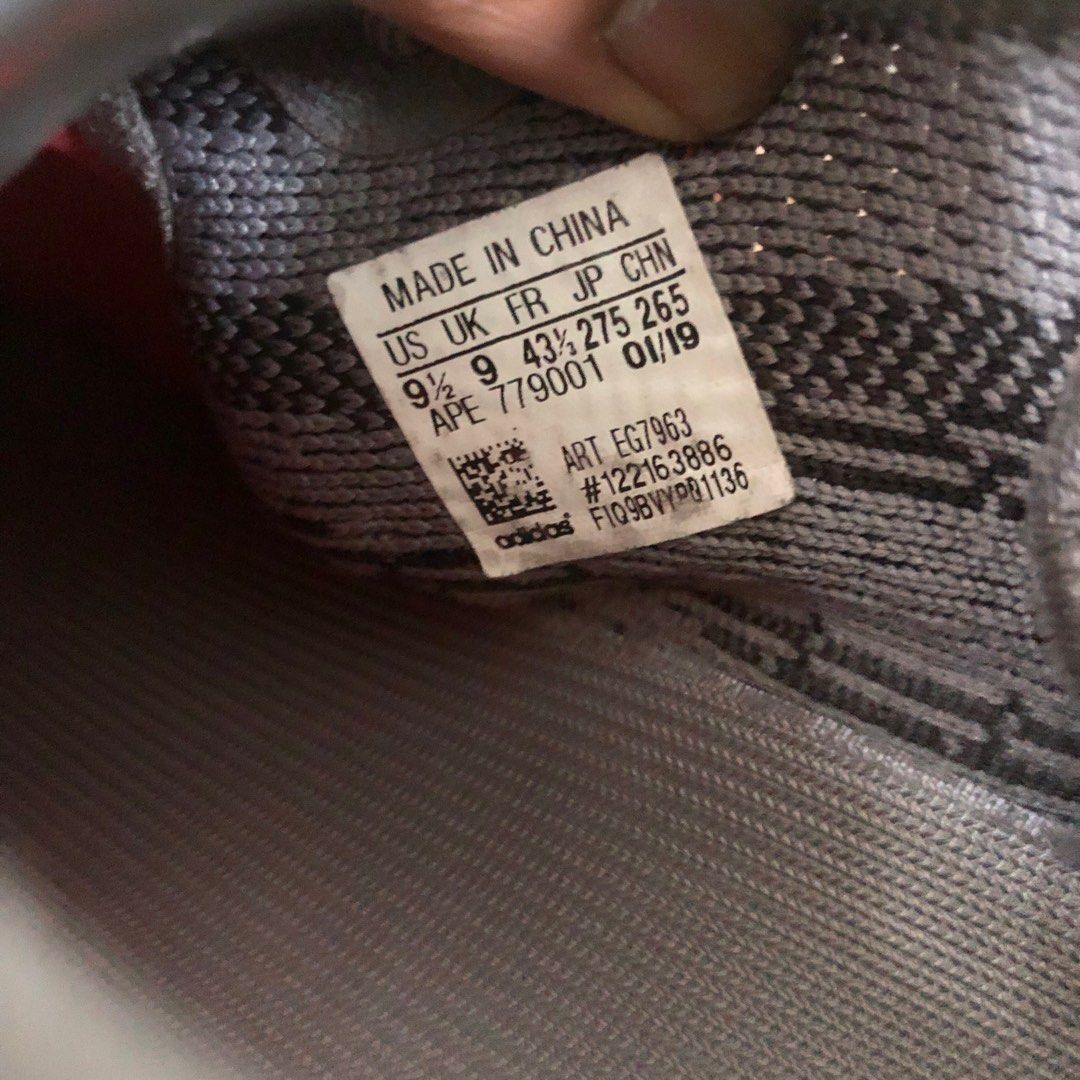 MADE IN CHINA
US UK FR JP CHN
9½ 9 43⅓ 275 265
APE 779001 01/19
ART EG7963
#122163886
adidas